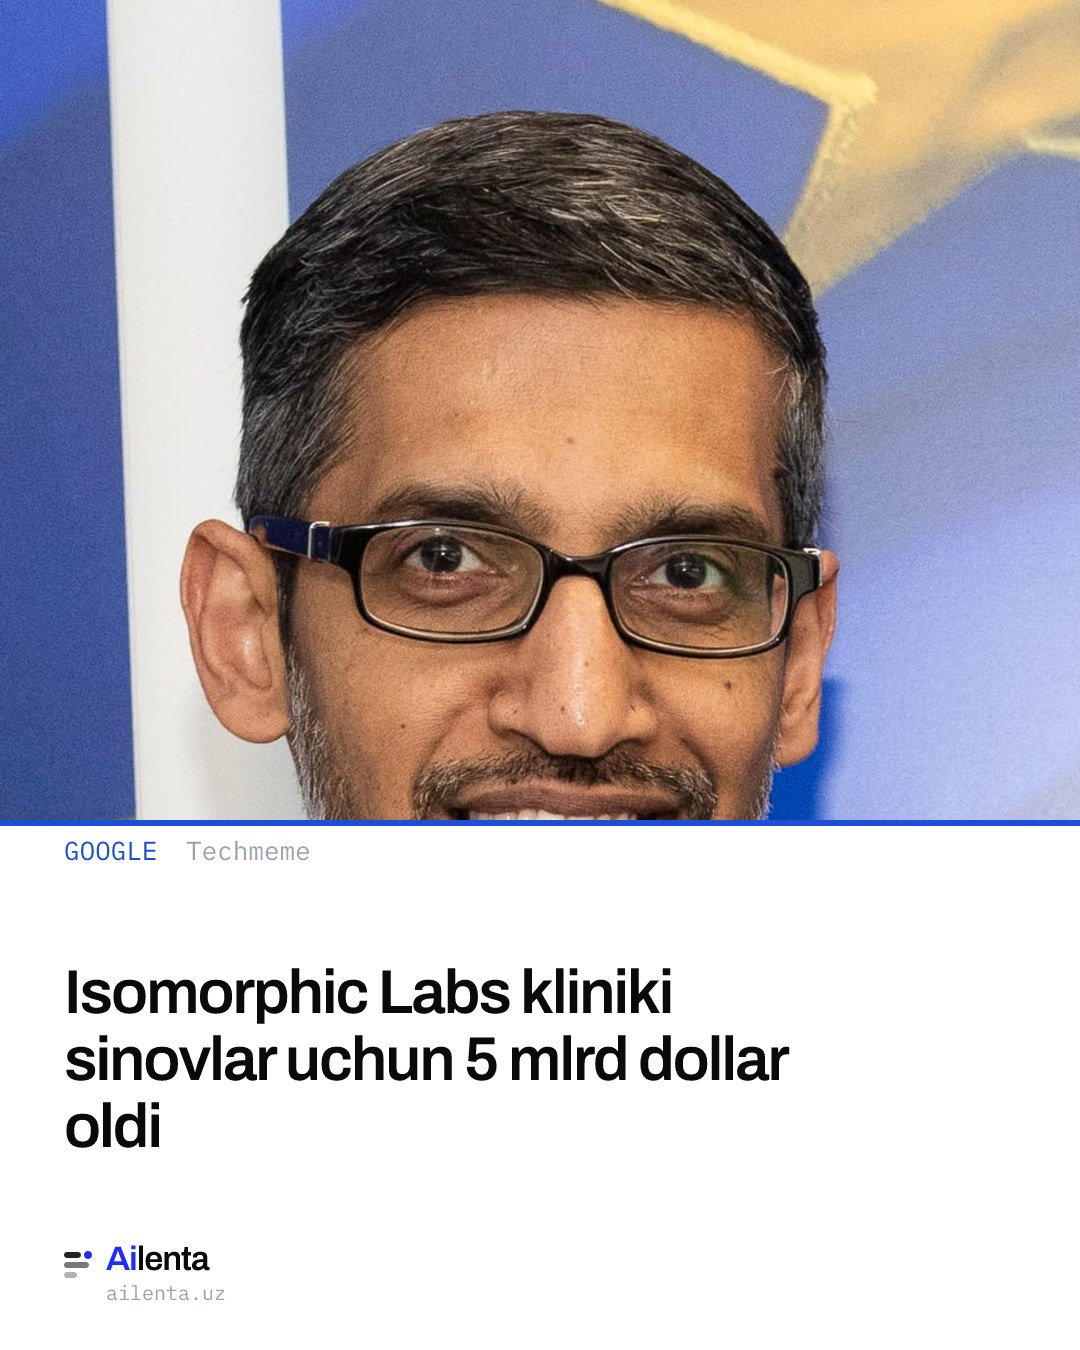 GOOGLE Techmeme
Isomorphic Labs kliniki
sinovlar uchun 5 mlrd dollar
oldi
Ailenta
ailenta.uz